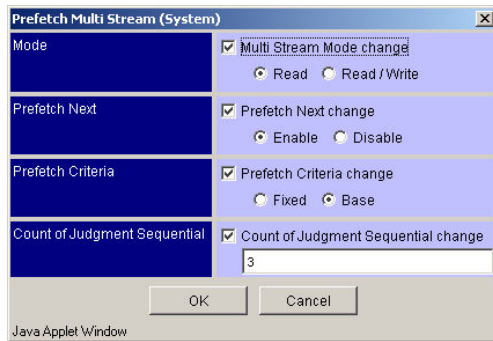 Prefetch Multi Stream (System)
Mode
Multi Stream Mode change
Read Read / Write
Prefetch Next
Prefetch Next change
Enable Disable
Prefetch Criteria
Prefetch Criteria change
Fixed Base
Count of Judgment Sequential
Count of Judgment Sequential change
3
OK Cancel
Java Applet Window